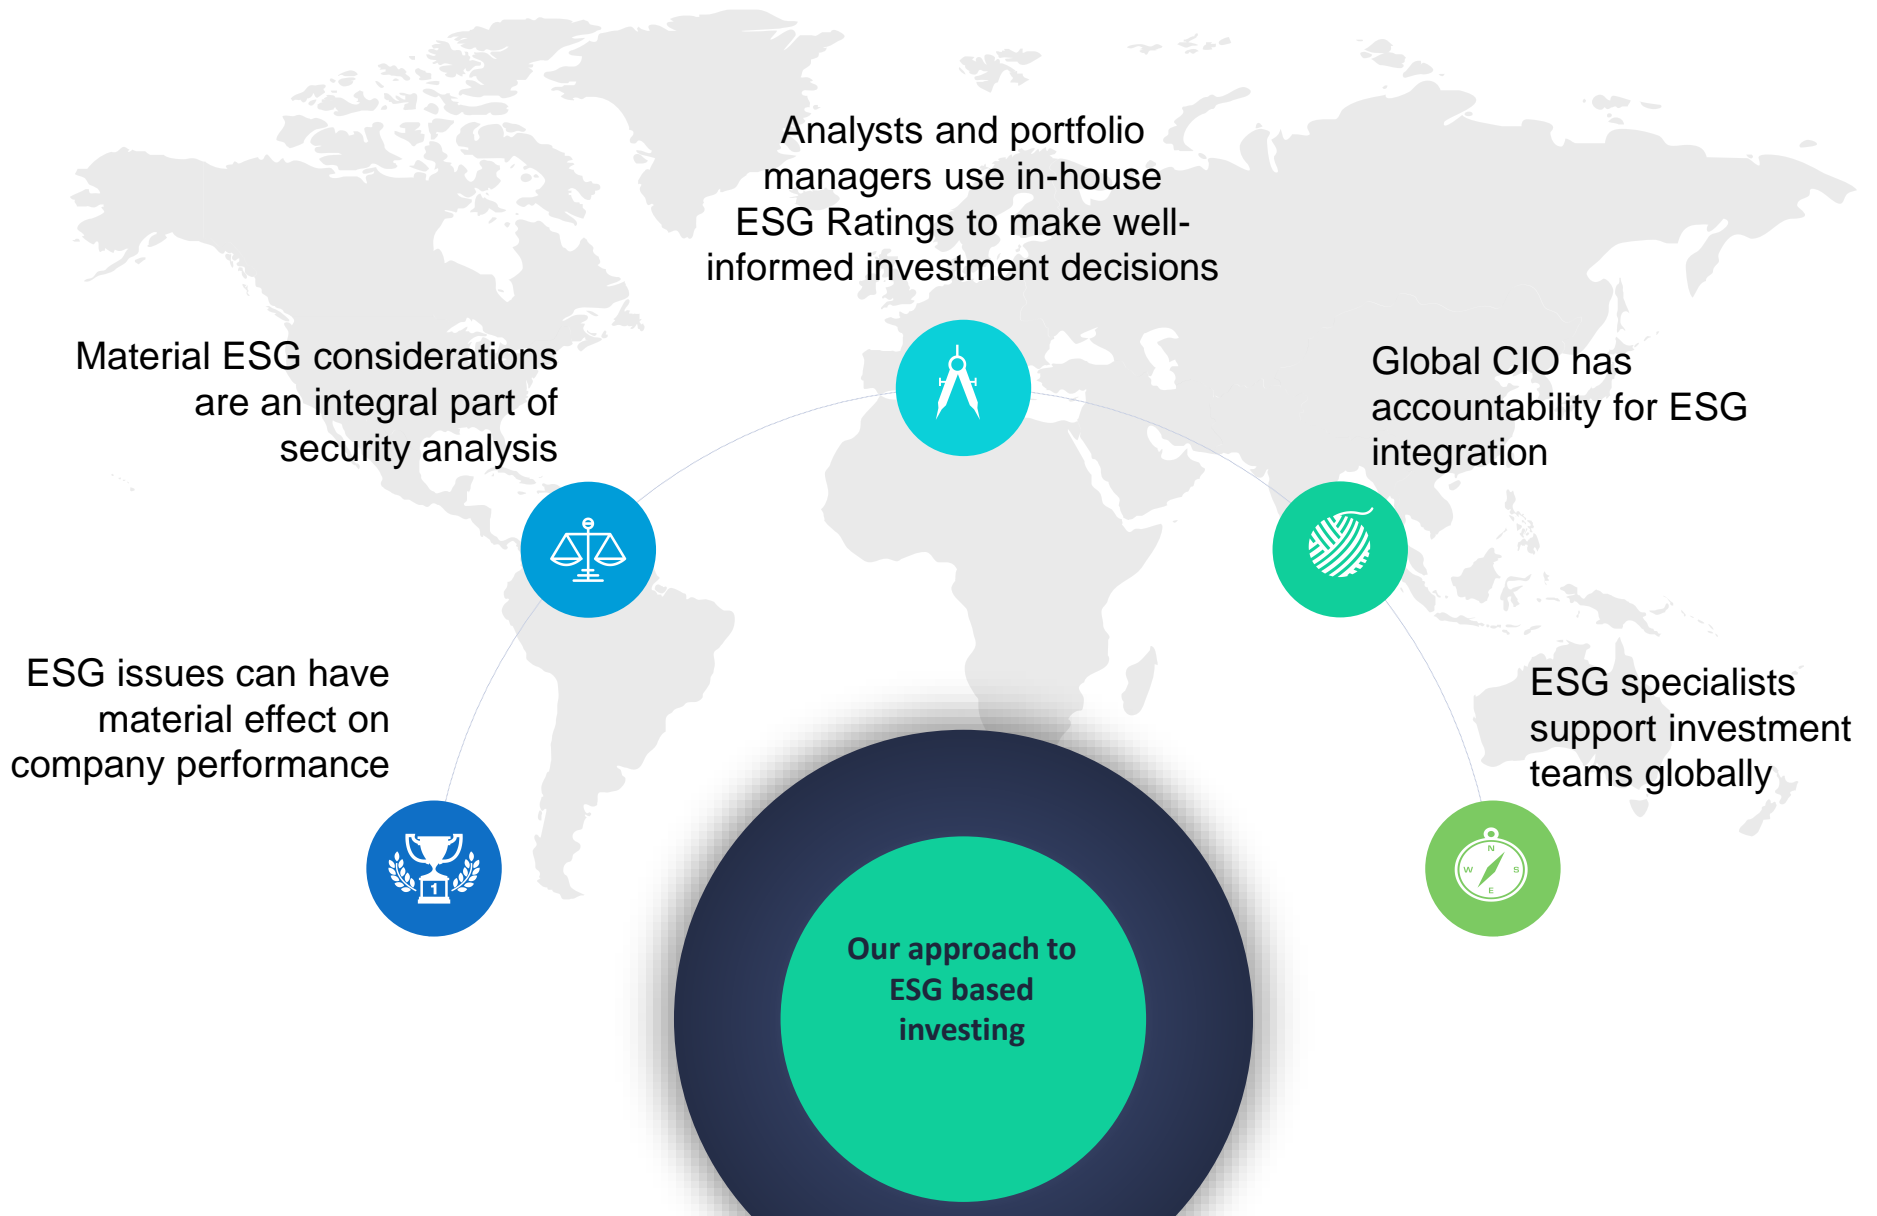 Analysts and portfolio
managers use in-house
ESG Ratings to make well-
informed investment decisions
Material ESG considerations
are an integral part of
security analysis
Global CIO has
accountability for ESG
integration
ESG issues can have
material effect on
company performance
ESG specialists
support investment
teams globally
1
N
W S
E
Our approach to
ESG based
investing